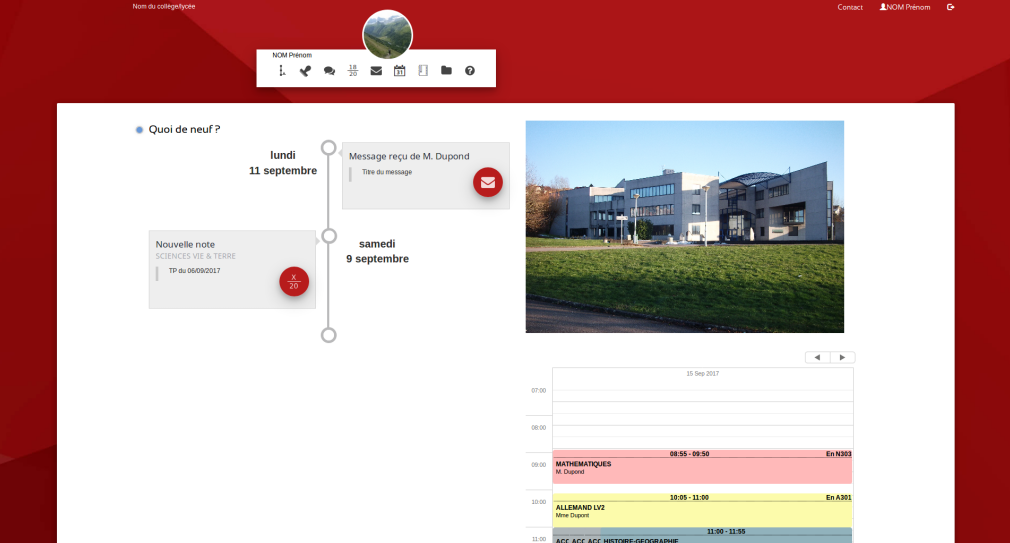 Nom du collège/lycée
Contact
NOM Prénom
NOM Prénom
18
20
31
Quoi de neuf ?
lundi
11 septembre
Message reçu de M. Dupond
Titre du message
Nouvelle note
SCIENCES VIE & TERRE
TP du 06/09/2017
X
20
samedi
9 septembre
15 Sep 2017
07:00
08:00
08:55 - 09:50 En N303
09:00
MATHEMATIQUES
M. Dupond
10:05 - 11:00 En A301
10:00
ALLEMAND LV2
Mme Dupont
11:00 - 11:55
11:00
ACC ACC ACC HISTOIRE-GEOGRAPHIE